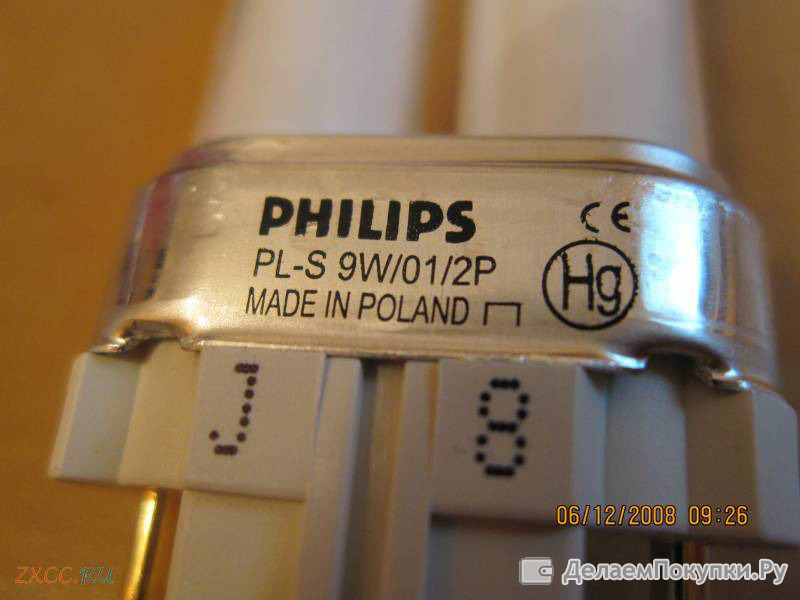 PHILIPS
CE
PL-S 9W/01/2P
Hg
MADE IN POLAND
J 8
06/12/2008 09:26
ZXCC.RU
ДелаемПокупки.Ру